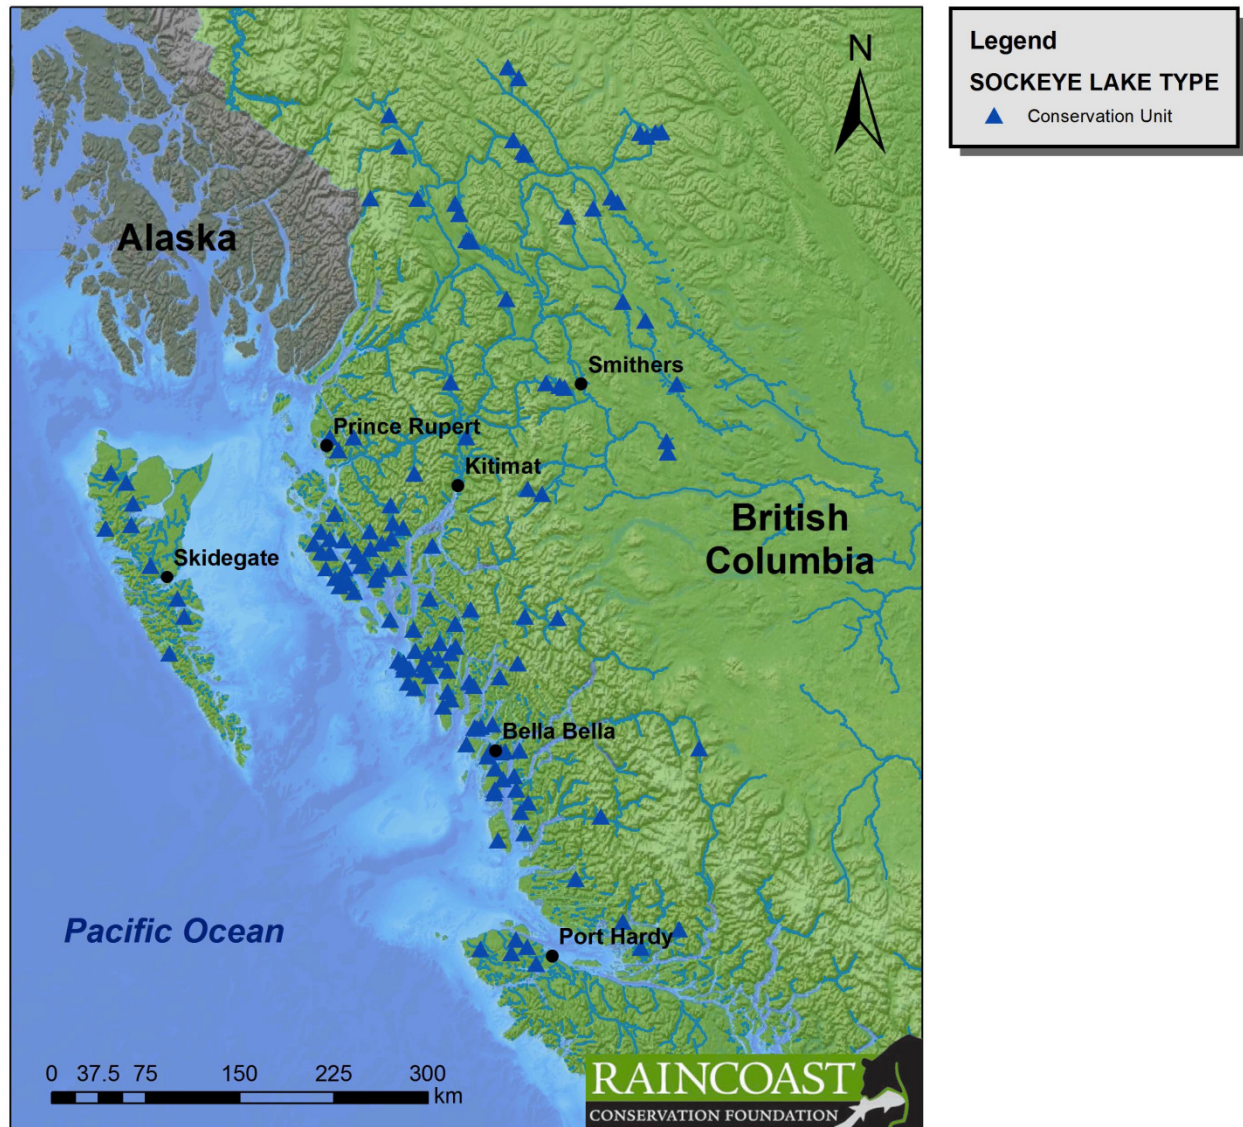 Legend
SOCKEYE LAKE TYPE
Conservation Unit
N
Alaska
Smithers
Prince Rupert
Kitimat
British
Columbia
Skidegate
Bella Bella
Pacific Ocean
Port Hardy
0 37.5 75 150 225 300
km
RAINCOAST
CONSERVATION FOUNDATION